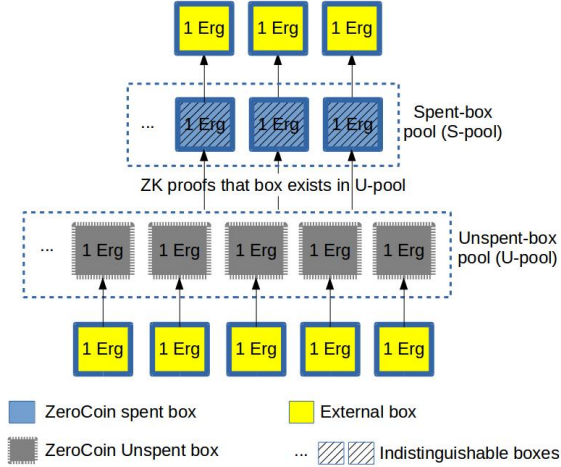 1 Erg 1 Erg 1 Erg
... 1 Erg 1 Erg 1 Erg
Spent-box
pool (S-pool)
ZK proofs that box exists in U-pool
... 1 Erg 1 Erg 1 Erg 1 Erg 1 Erg
Unspent-box
pool (U-pool)
1 Erg 1 Erg 1 Erg 1 Erg 1 Erg
ZeroCoin spent box
External box
ZeroCoin Unspent box
... Indistinguishable boxes